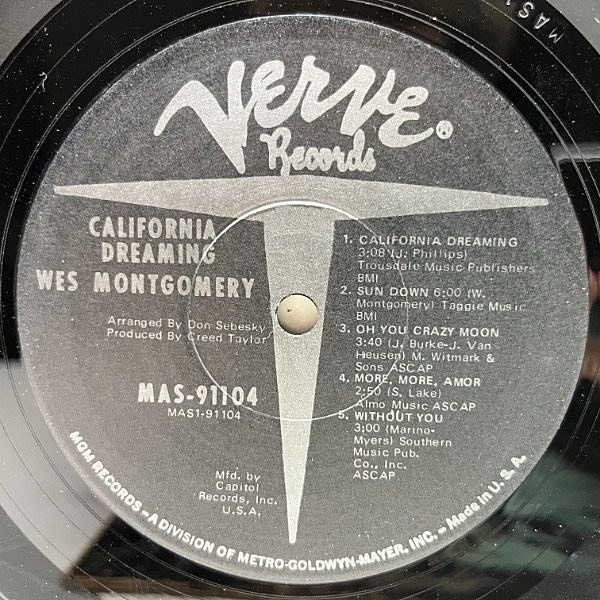 MAS1
Verve®
Records
CALIFORNIA
DREAMING
WES MONTGOMERY
Arranged By Don Sebesky
Produced By Creed Taylor
MAS-91104
MAS1-91104
Mfd. by
Capitol
Records, Inc.
U.S.A.
1. CALIFORNIA DREAMING
3:08 (J. Phillips)
Trousdale Music Publishers
BMI
2. SUN DOWN 6:00 (W.
Montgomery) Taggie Music
BMI
3. OH YOU CRAZY MOON
3:40 (J. Burke-J. Van
Heusen) M. Witmark &
Sons ASCAP
4. MORE, MORE, AMOR
2:50 (S. Lake)
Almo Music ASCAP
5. WITHOUT YOU
3:00 (Marino-
Myers) Southern
Music Pub.
Co., Inc.
ASCAP
MGM RECORDS - A DIVISION OF METRO-GOLDWYN-MAYER, INC. - Made in U.S.A.